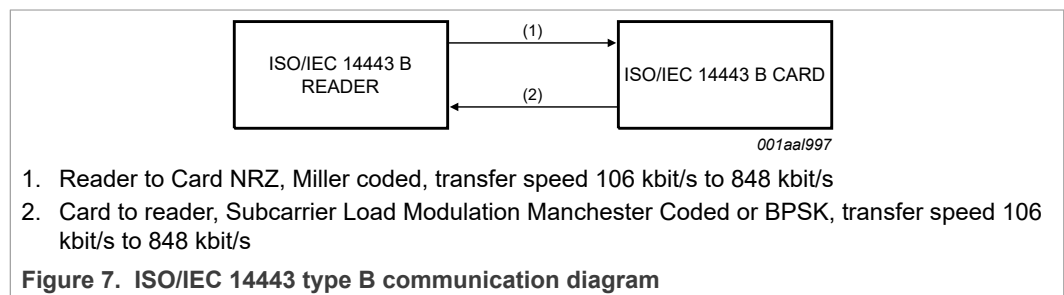 (1)
ISO/IEC 14443 B
READER
ISO/IEC 14443 B CARD
(2)
001aal997
1. Reader to Card NRZ, Miller coded, transfer speed 106 kbit/s to 848 kbit/s
2. Card to reader, Subcarrier Load Modulation Manchester Coded or BPSK, transfer speed 106
kbit/s to 848 kbit/s
Figure 7. ISO/IEC 14443 type B communication diagram